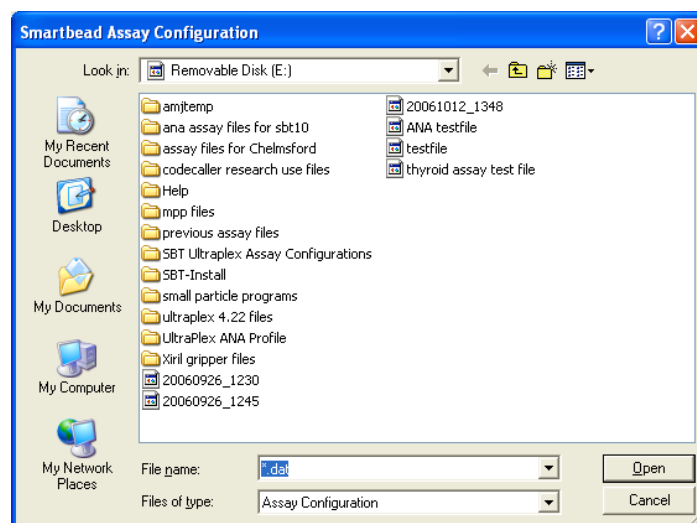 Smartbead Assay Configuration
Look in:
Removable Disk (E:)
My Recent
Documents
Desktop
My Documents
My Computer
My Network
Places
amjtemp
ana assay files for sbt10
assay files for Chelmsford
codecaller research use files
Help
mpp files
previous assay files
SBT Ultraplex Assay Configurations
SBT-Install
small particle programs
ultraplex 4.22 files
UltraPlex ANA Profile
Xiril gripper files
20060926_1230
20060926_1245
20061012_1348
ANA testfile
testfile
thyroid assay test file
File name:
*.dat
Open
Files of type:
Assay Configuration
Cancel